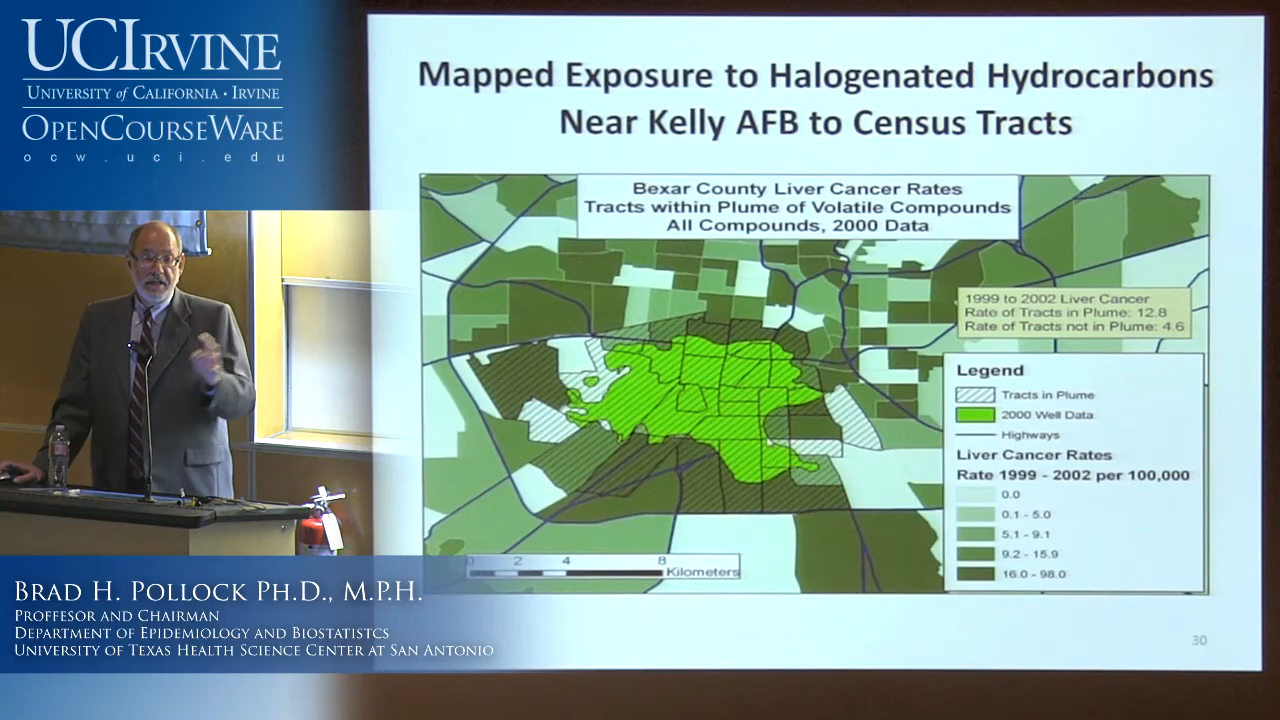 UCIRVINE
UNIVERSITY of CALIFORNIA · IRVINE
OPENCOURSEWARE
ocw.uci.edu
Mapped Exposure to Halogenated Hydrocarbons
Near Kelly AFB to Census Tracts
Bexar County Liver Cancer Rates
Tracts within Plume of Volatile Compounds
All Compounds, 2000 Data
1999 to 2002 Liver Cancer
Rate of Tracts in Plume: 12.8
Rate of Tracts not in Plume: 4.6
Legend
Tracts in Plume
2000 Well Data
Highways
Liver Cancer Rates
Rate 1999 - 2002 per 100,000
0.0
0.1 - 5.0
5.1 - 9.1
9.2 - 15.9
16.0 - 98.0
0 2 4 8
Kilometers
30
BRAD H. POLLOCK PH.D., M.P.H.
PROFFESOR AND CHAIRMAN
DEPARTMENT OF EPIDEMIOLOGY AND BIOSTATISTCS
UNIVERSITY OF TEXAS HEALTH SCIENCE CENTER AT SAN ANTONIO